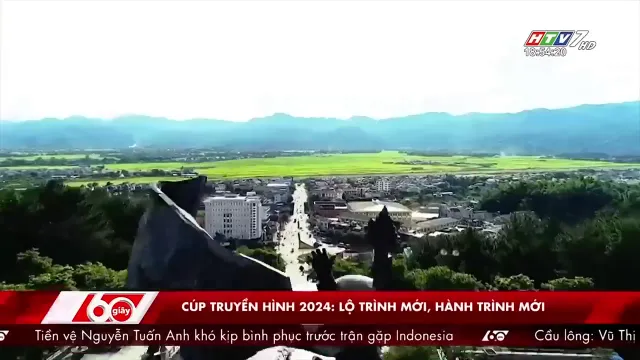 HTV7 HD
18:54:20
60 giây
CÚP TRUYỀN HÌNH 2024: LỘ TRÌNH MỚI, HÀNH TRÌNH MỚI
Tiền vệ Nguyễn Tuấn Anh khó kịp bình phục trước trận gặp Indonesia 60 Cầu lông: Vũ Thị